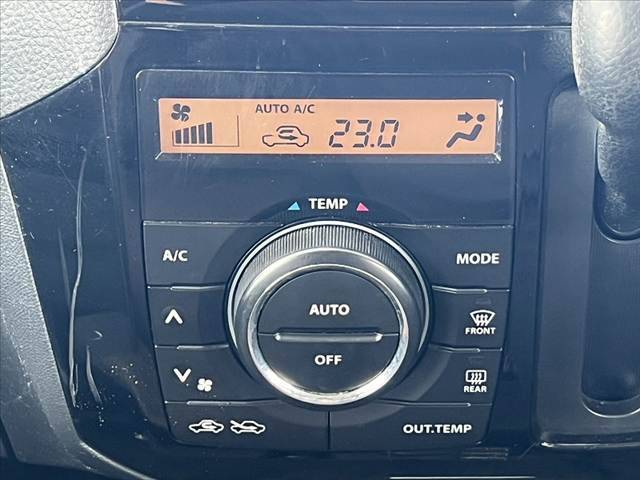 AUTO A/C
23.0
TEMP
A/C
MODE
AUTO
OFF
FRONT
REAR
OUT.TEMP